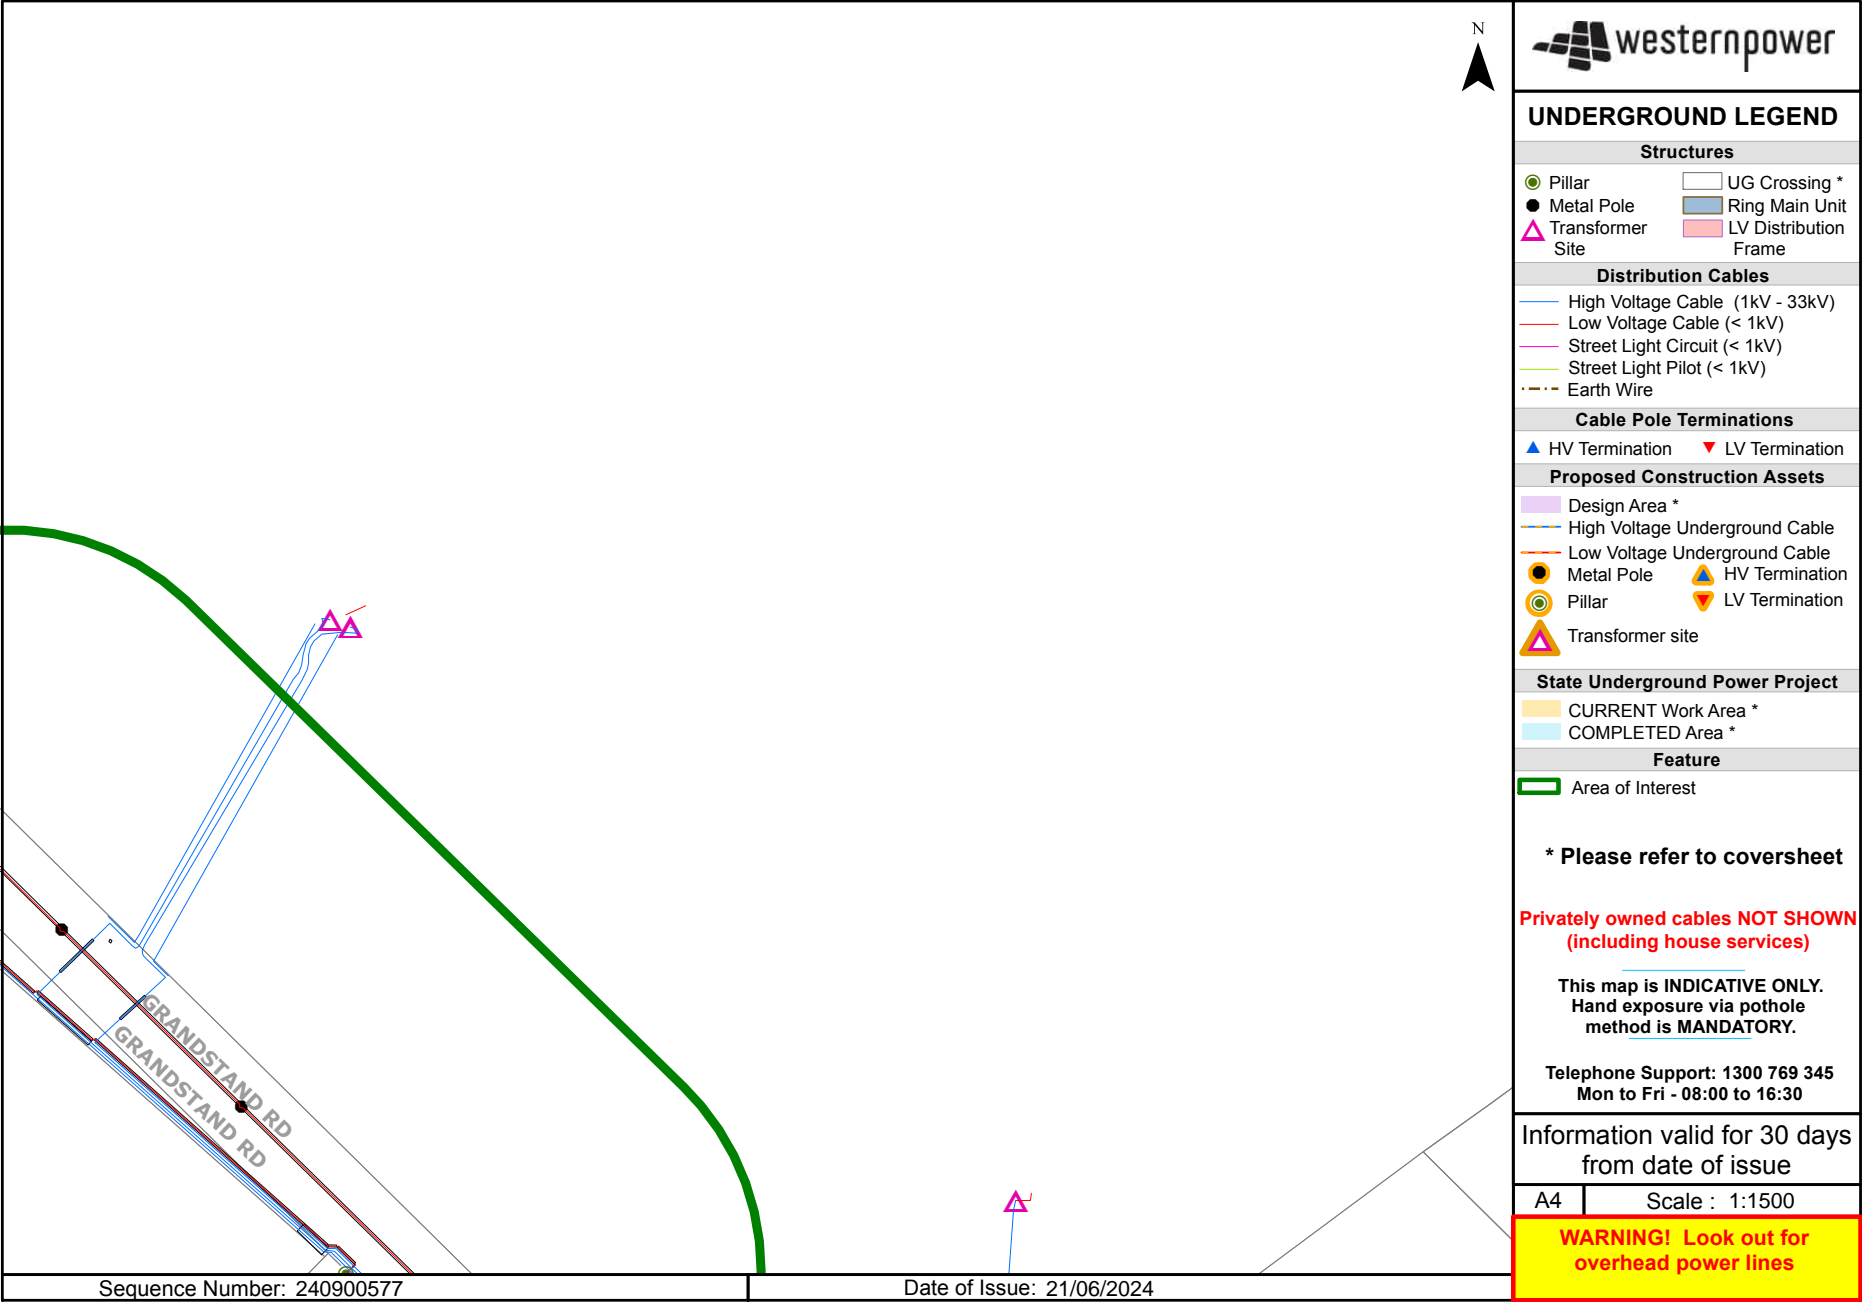 N
GRANDSTAND RD
GRANDSTAND RD
westernpower
UNDERGROUND LEGEND
Structures
Pillar
UG Crossing *
Metal Pole
Ring Main Unit
Transformer
Site
LV Distribution
Frame
Distribution Cables
High Voltage Cable (1kV - 33kV)
Low Voltage Cable (< 1kV)
Street Light Circuit (< 1kV)
Street Light Pilot (< 1kV)
Earth Wire
Cable Pole Terminations
HV Termination
LV Termination
Proposed Construction Assets
Design Area *
High Voltage Underground Cable
Low Voltage Underground Cable
Metal Pole
HV Termination
Pillar
LV Termination
Transformer site
State Underground Power Project
CURRENT Work Area *
COMPLETED Area *
Feature
Area of Interest
* Please refer to coversheet
Privately owned cables NOT SHOWN
(including house services)
This map is INDICATIVE ONLY.
Hand exposure via pothole
method is MANDATORY.
Telephone Support: 1300 769 345
Mon to Fri - 08:00 to 16:30
Information valid for 30 days
from date of issue
A4
Scale : 1:1500
WARNING! Look out for
overhead power lines
Sequence Number: 240900577
Date of Issue: 21/06/2024